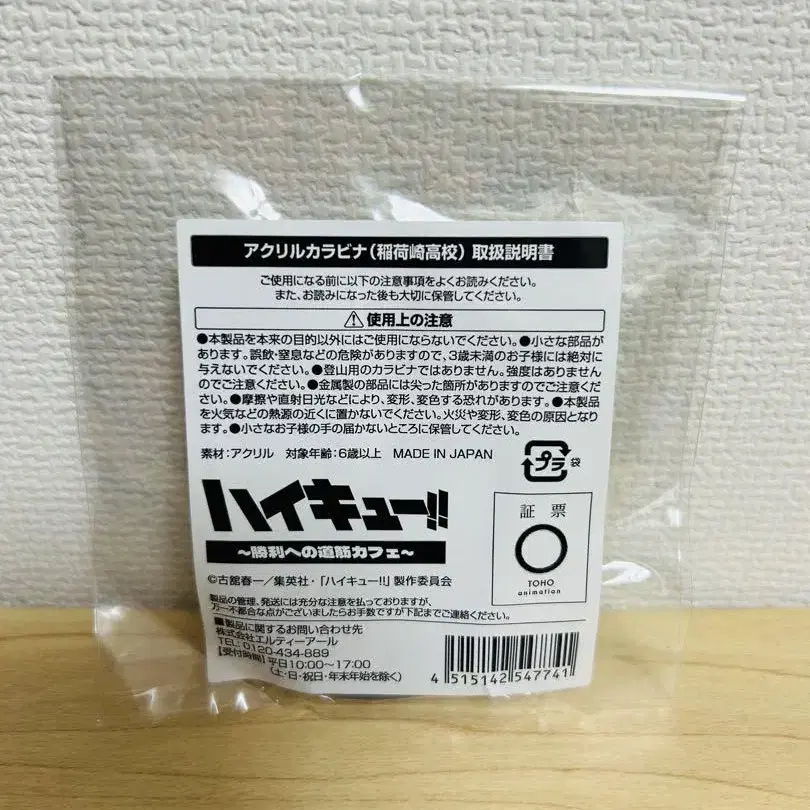 アクリルカラビナ(稲荷崎高校) 取扱説明書
ご使用になる前に以下の注意事項をよくお読みください。
また、お読みになった後も大切に保管してください。
⚠使用上の注意
●本製品を本来の目的以外にはご使用にならないでください。●小さな部品が
あります。誤飲・窒息などの危険がありますので、3歳未満のお子様には絶対に
与えないでください。●登山用のカラビナではありません。強度はありません
のでご注意ください。●金属製の部品には尖った箇所がありますのでご注意くだ
さい。●摩擦や直射日光などにより、変形、変色する恐れがあります。●本製品
を火気などの熱源の近くに置かないでください。火災や変形、変色の原因となり
ます。●小さなお子様の手の届かないところに保管してください。
素材:アクリル 対象年齢:6歳以上 MADE IN JAPAN
プラ 袋
ハイキュー!!
~勝利への道筋カフェ~
証票
TOHO
animation
©古舘春一/集英社・「ハイキュー!!」製作委員会
製品の管理、発送には充分な注意を払っておりますが、
万一不都合な点がございましたらお手数ですが下記までご連絡ください。
■製品に関するお問い合わせ先
株式会社エルティーアール
TEL:0120-434-889
【受付時間】平日10:00~17:00
(土・日・祝日・年末年始を除く)
4 515142 547741